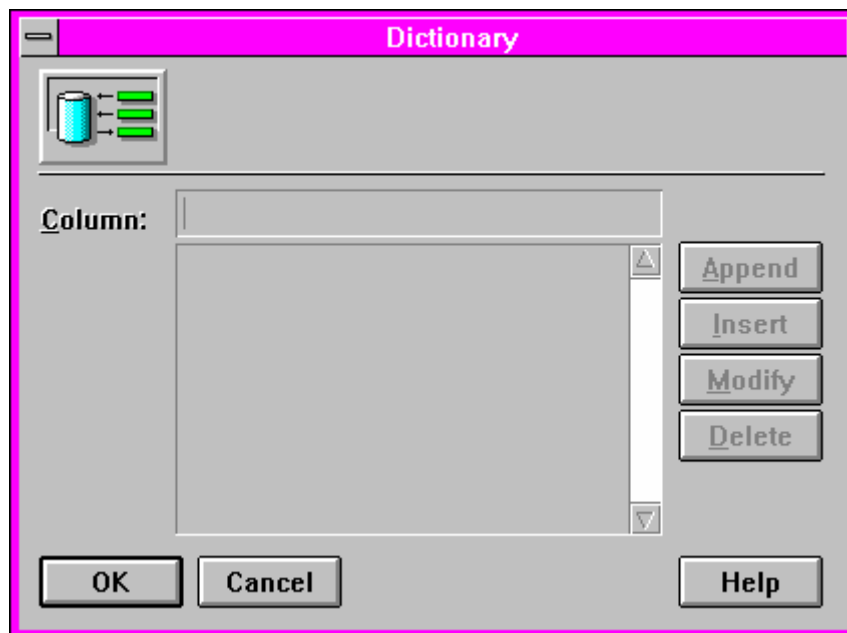 Dictionary
Column:
Append
Insert
Modify
Delete
OK Cancel Help